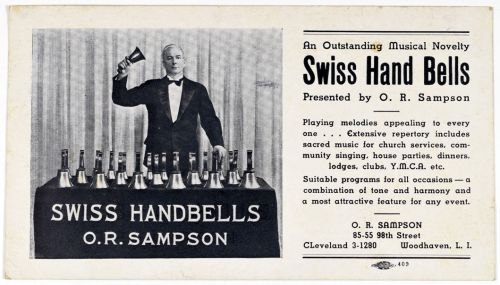 SWISS HANDBELLS
O.R. SAMPSON
An Outstanding Musical Novelty
Swiss Hand Bells
Presented by O. R. Sampson
Playing melodies appealing to every
one . . . Extensive repertory includes
sacred music for church services, com-
munity singing, house parties, dinners,
lodges, clubs, Y.M.C.A. etc.
Suitable programs for all occasions — a
combination of tone and harmony and
a most attractive feature for any event.
O. R. SAMPSON
85-55 98th Street
CLeveland 3-1280 Woodhaven, L. I.
409